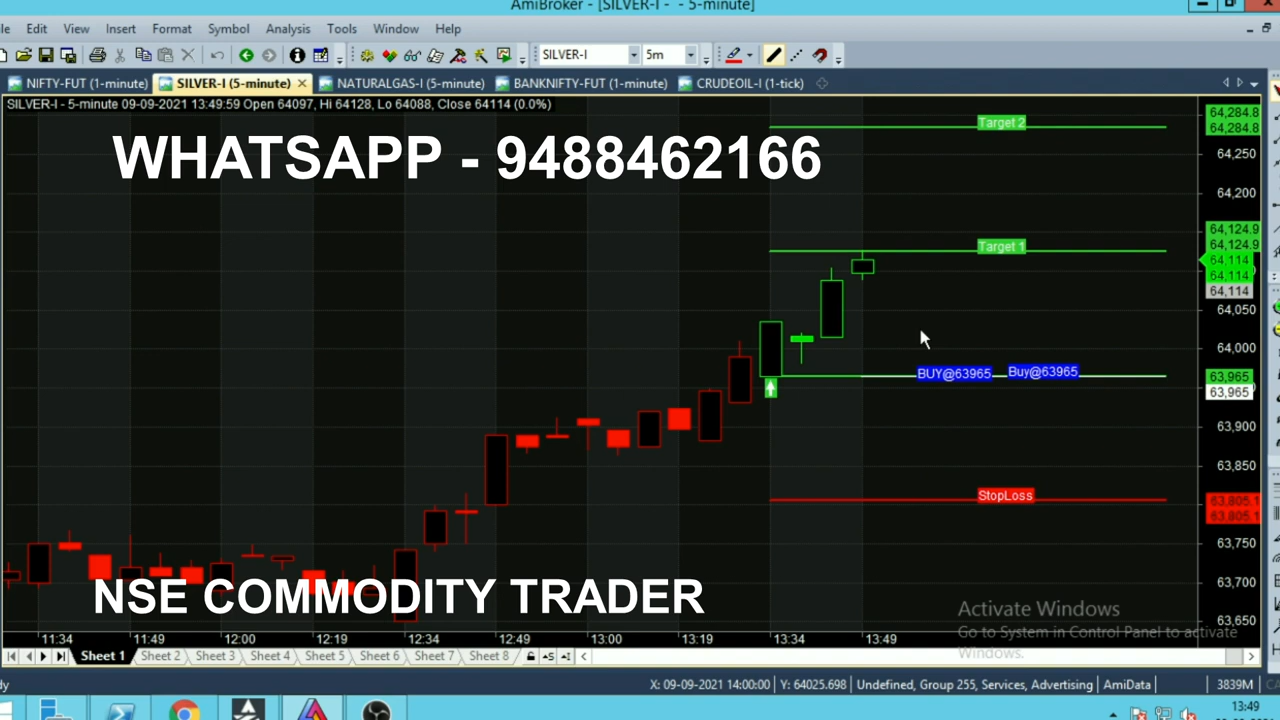 AmiBroker - [SILVER-I - - 5-minute]
Edit View Insert Format Symbol Analysis Tools Window Help
SILVER-I 5m
NIFTY-FUT (1-minute) SILVER-I (5-minute) NATURALGAS-I (5-minute) BANKNIFTY-FUT (1-minute) CRUDEOIL-I (1-tick)
SILVER-I - 5-minute 09-09-2021 13:49:59 Open 64097, Hi 64128, Lo 64088, Close 64114 (0.0%)
64,284.8
Target 2
64,284.8
WHATSAPP - 9488462166
64,250
64,200
64,124.9
Target 1
64,124.9
64,114
64,114
64,114
64,050
64,000
BUY@63965 Buy@63965
63,965
63,965
63,900
63,850
StopLoss
63,805.1
63,805.1
63,750
63,700
NSE COMMODITY TRADER
Activate Windows
63,650
Go to System in Control Panel to activate
Windows.
11:34 11:49 12:00 12:19 12:34 12:49 13:00 13:19 13:34 13:49
Sheet 1 Sheet 2 Sheet 3 Sheet 4 Sheet 5 Sheet 6 Sheet 7 Sheet 8
X: 09-09-2021 14:00:00 Y: 64025.698 Undefined, Group 255, Services, Advertising AmiData 3839M
13:49